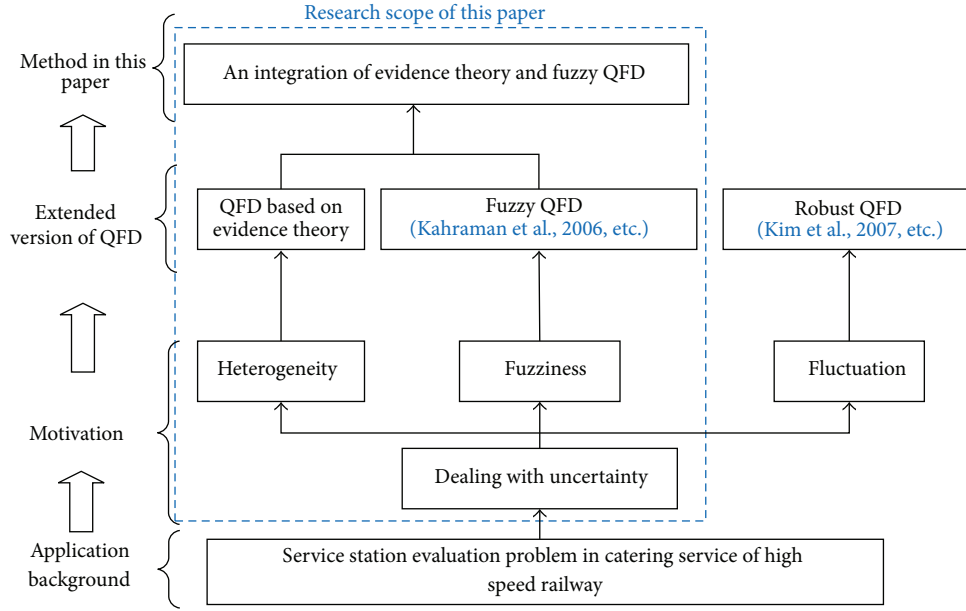 Research scope of this paper
Method in this
paper
An integration of evidence theory and fuzzy QFD
Extended
version of QFD
QFD based on
evidence theory
Fuzzy QFD
(Kahraman et al., 2006, etc.)
Robust QFD
(Kim et al., 2007, etc.)
Motivation
Heterogeneity
Fuzziness
Fluctuation
Dealing with uncertainty
Application
background
Service station evaluation problem in catering service of high
speed railway